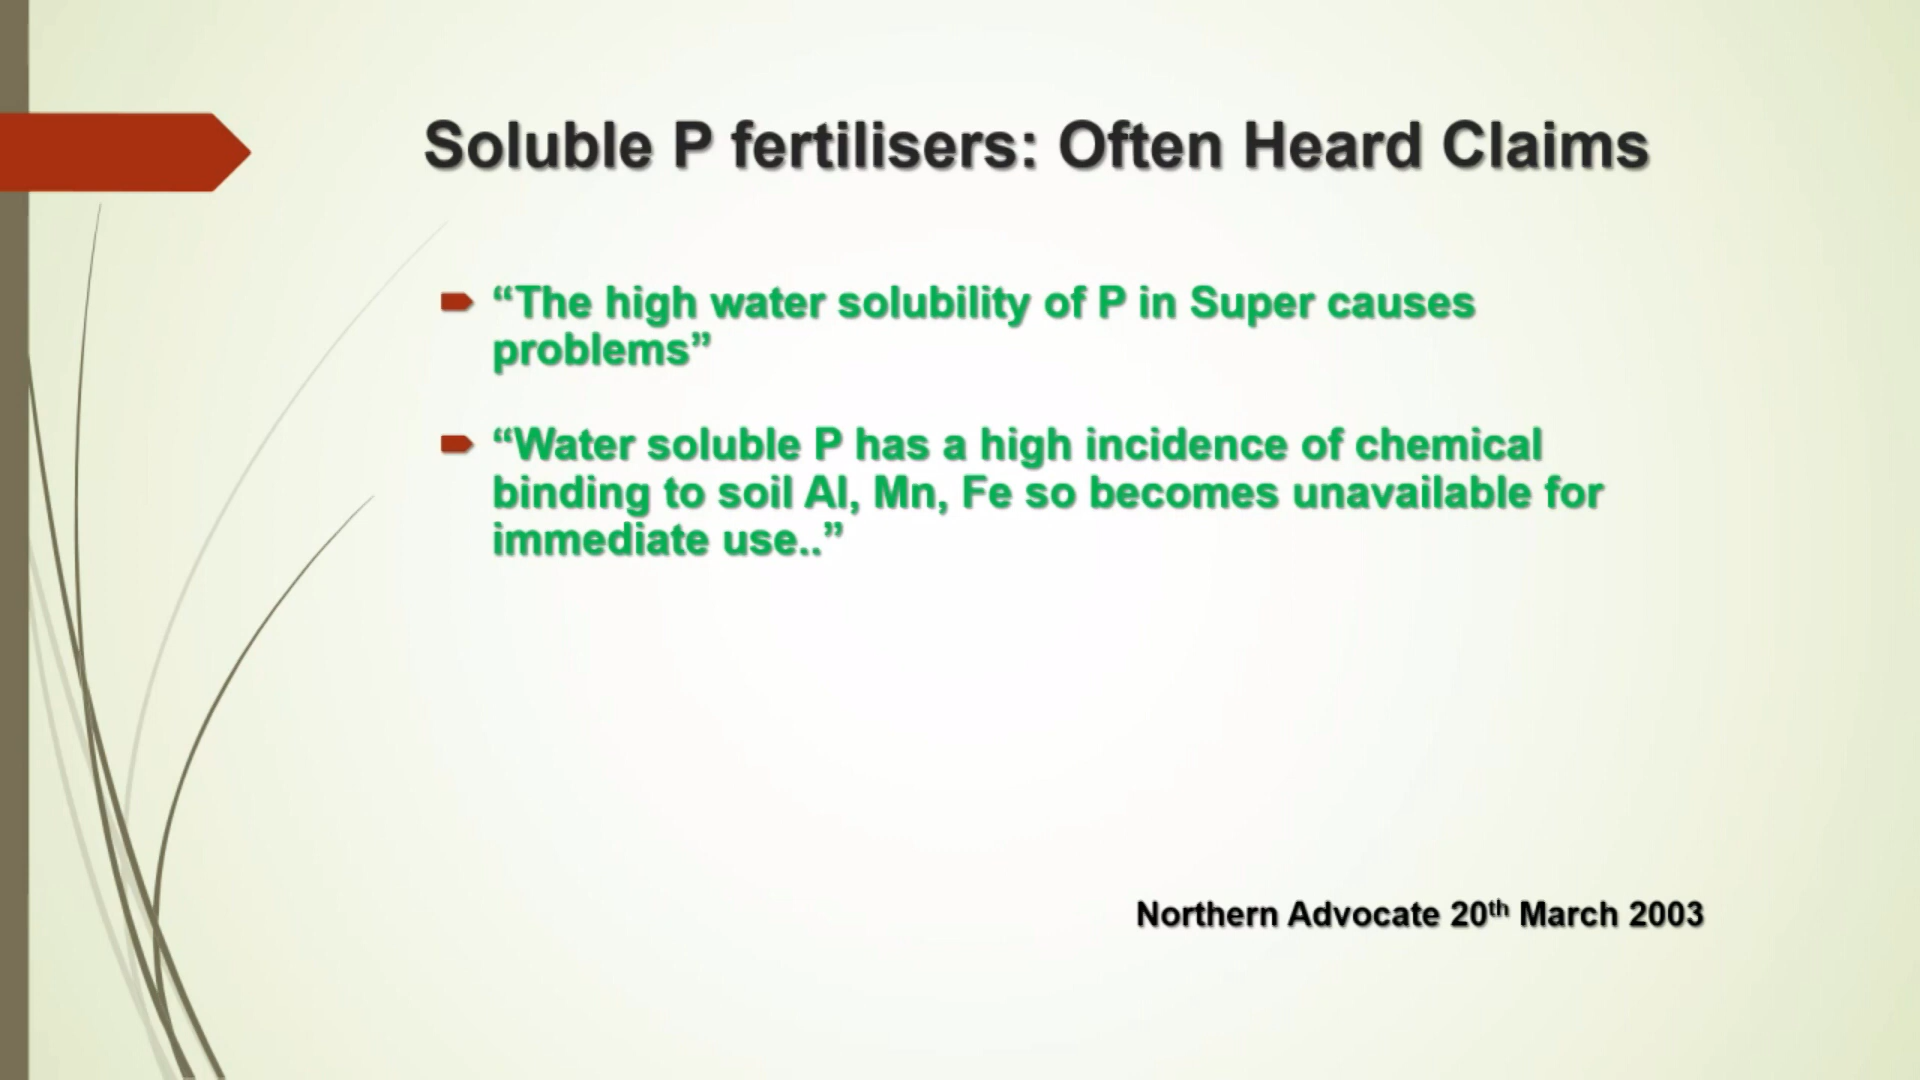 Soluble P fertilisers: Often Heard Claims
“The high water solubility of P in Super causes
problems”
“Water soluble P has a high incidence of chemical
binding to soil Al, Mn, Fe so becomes unavailable for
immediate use..”
Northern Advocate 20th March 2003